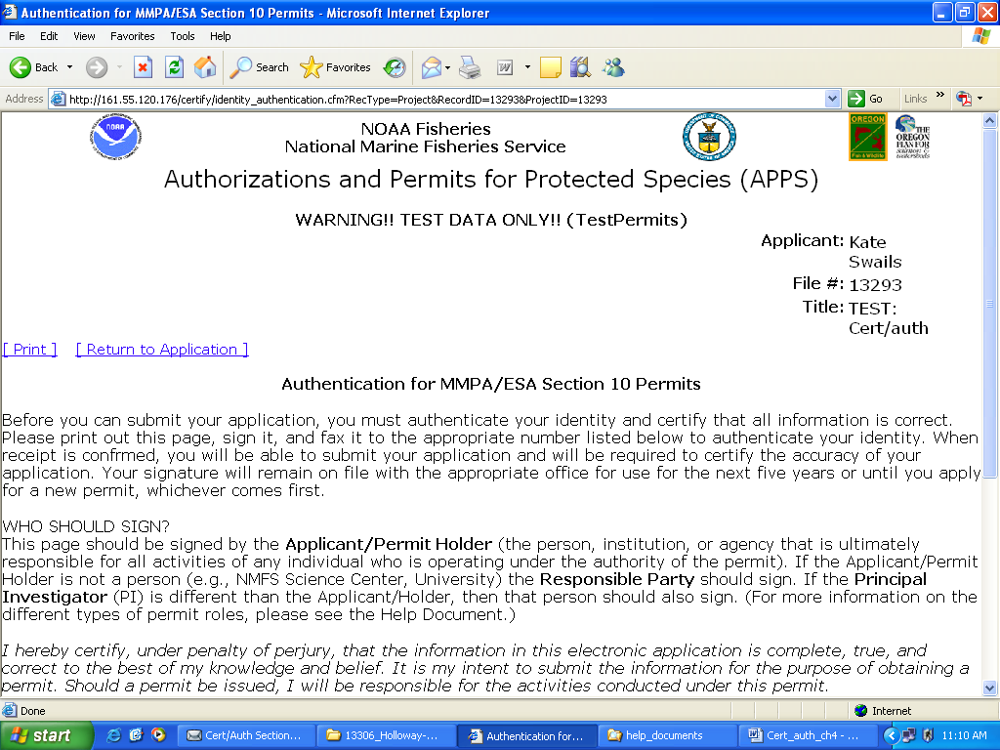 Authentication for MMPA/ESA Section 10 Permits - Microsoft Internet Explorer
File Edit View Favorites Tools Help
Back Search Favorites
Address http://161.55.120.176/certify/identity_authentication.cfm?RecType=Project&RecordID=13293&ProjectID=13293 Go Links »
NOAA
NOAA Fisheries
National Marine Fisheries Service
OREGON
Fish & Wildlife
THE
OREGON
PLAN FOR
salmon &
watersheds
Authorizations and Permits for Protected Species (APPS)
WARNING!! TEST DATA ONLY!! (TestPermits)
Applicant: Kate
Swails
File #: 13293
Title: TEST:
Cert/auth
[ Print ] [ Return to Application ]
Authentication for MMPA/ESA Section 10 Permits
Before you can submit your application, you must authenticate your identity and certify that all information is correct.
Please print out this page, sign it, and fax it to the appropriate number listed below to authenticate your identity. When
receipt is confrmed, you will be able to submit your application and will be required to certify the accuracy of your
application. Your signature will remain on file with the appropriate office for use for the next five years or until you apply
for a new permit, whichever comes first.
WHO SHOULD SIGN?
This page should be signed by the Applicant/Permit Holder (the person, institution, or agency that is ultimately
responsible for all activities of any individual who is operating under the authority of the permit). If the Applicant/Permit
Holder is not a person (e.g., NMFS Science Center, University) the Responsible Party should sign. If the Principal
Investigator (PI) is different than the Applicant/Holder, then that person should also sign. (For more information on the
different types of permit roles, please see the Help Document.)
I hereby certify, under penalty of perjury, that the information in this electronic application is complete, true, and
correct to the best of my knowledge and belief. It is my intent to submit the information for the purpose of obtaining a
permit. Should a permit be issued, I will be responsible for the activities conducted under this permit.
Done Internet
start Cert/Auth Section... 13306_Holloway-... Authentication for... help_documents Cert_auth_ch4 - ... 11:10 AM